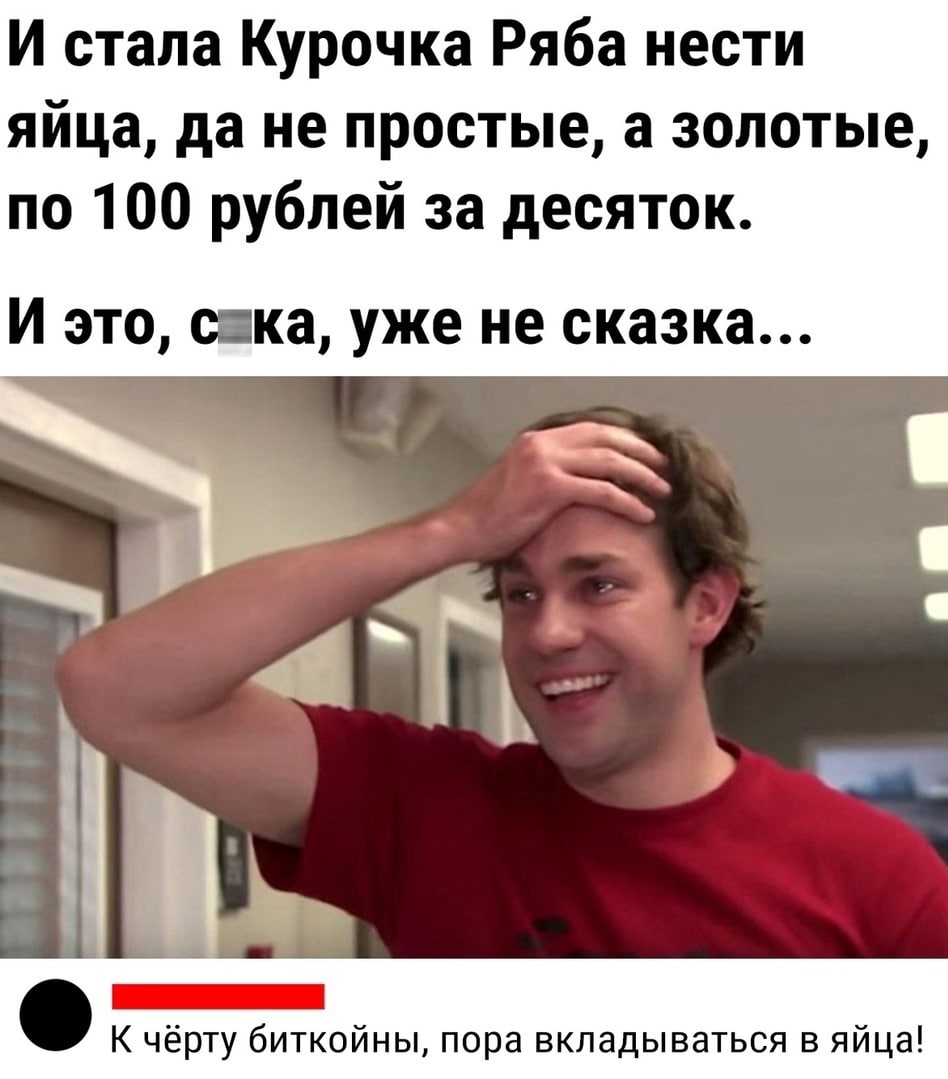 И стала Курочка Ряба нести
яйца, да не простые, а золотые,
по 100 рублей за десяток.
И это, с ка, уже не сказка...
К чёрту биткойны, пора вкладываться в яйца!